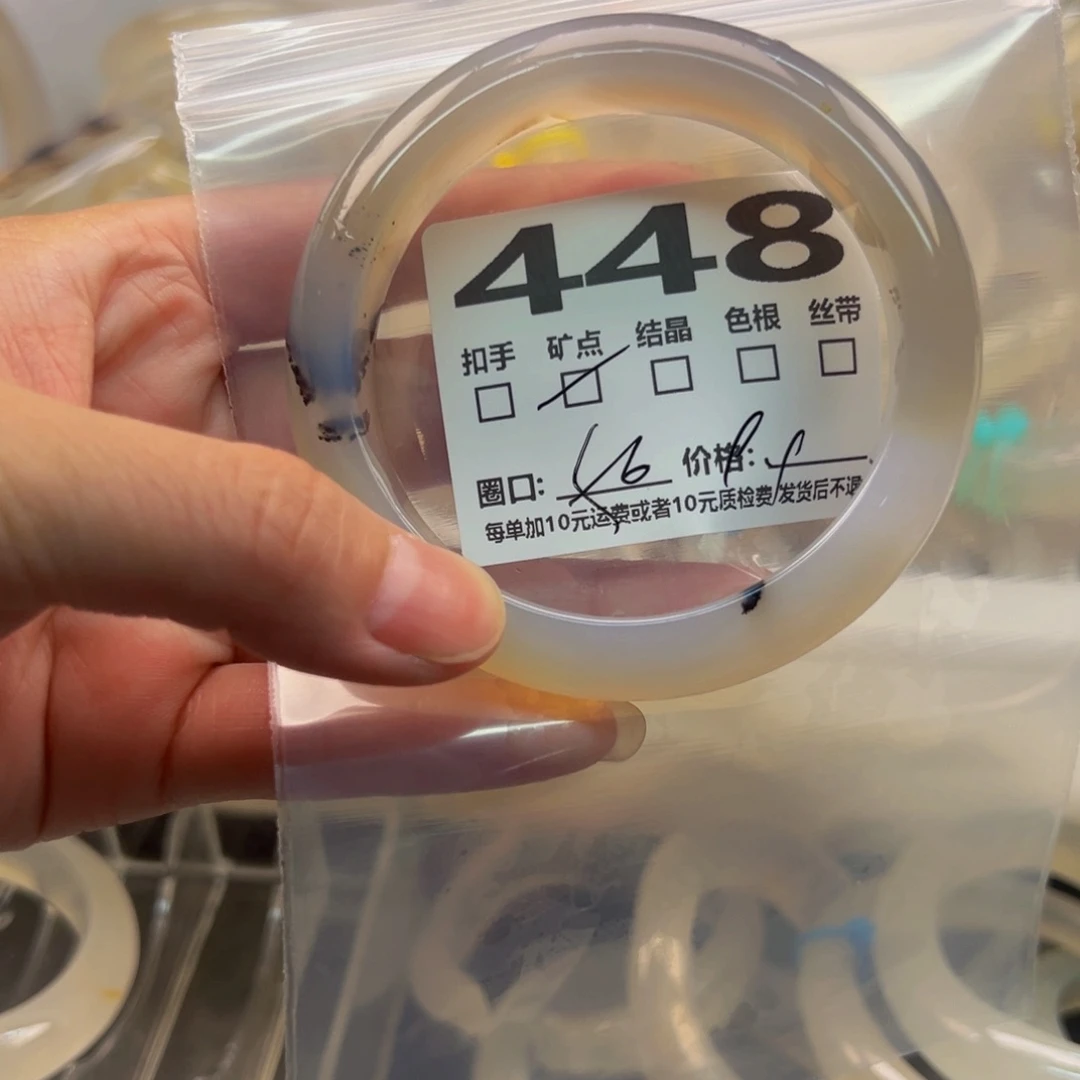 448
扣手 矿点 结晶 色根 丝带
圈口: 价格:
每单加10元运费或者10元质检费/发货后不退